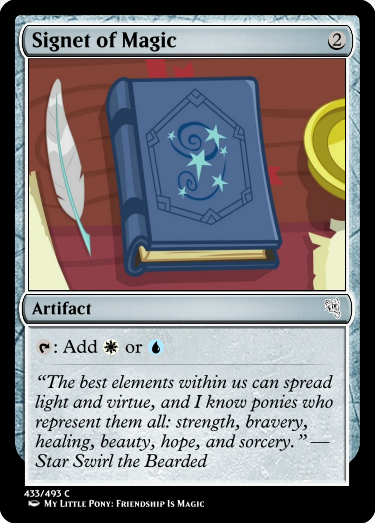 Signet of Magic 2
Artifact
: Add or
“The best elements within us can spread
light and virtue, and I know ponies who
represent them all: strength, bravery,
healing, beauty, hope, and sorcery.” —
Star Swirl the Bearded
433/493 C
My Little Pony: Friendship Is Magic